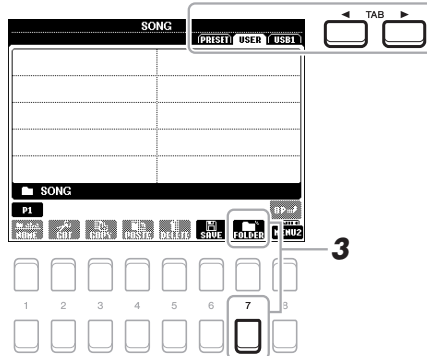 SONG
PRESET USER USB1
◄ TAB ►
SONG
P1
UP
NAME CUT COPY PASTE DELETE SAVE FOLDER MENU2
3
1 2 3 4 5 6 7 8